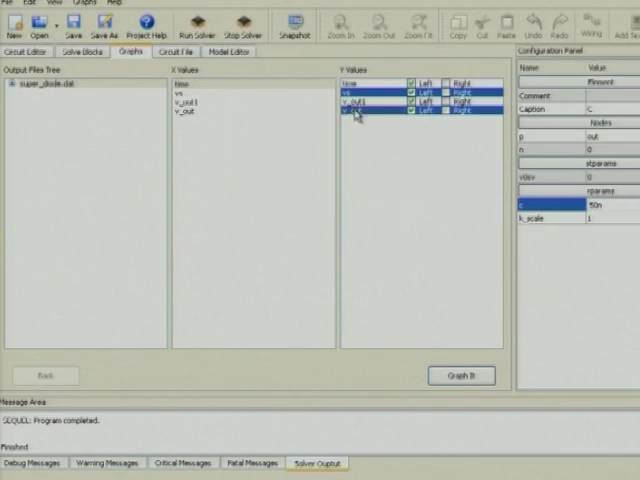 File Edit View Graphs Help
New Open Save Save As Project Help Run Solver Stop Solver Snapshot Zoom In Zoom Out Zoom Fit Copy Cut Paste Undo Redo Wiring Add Tex
Circuit Editor Solve Blocks Graphs Circuit File Model Editor
Configuration Panel
Output Files Tree X Values Y Values
Name Value
super_diode.dat time time Left Right
Element
vs vs Left Right
Comment
v_out1 v_out1 Left Right
Caption C
v_out Left Right
Nodes
p out
n 0
stparams
vdev 0
rparams
c 50n
k_scale 1
Back Graph It
Message Area
SEQUEL: Program completed.
Finished
Debug Messages Warning Messages Critical Messages Fatal Messages Solver Ouptut